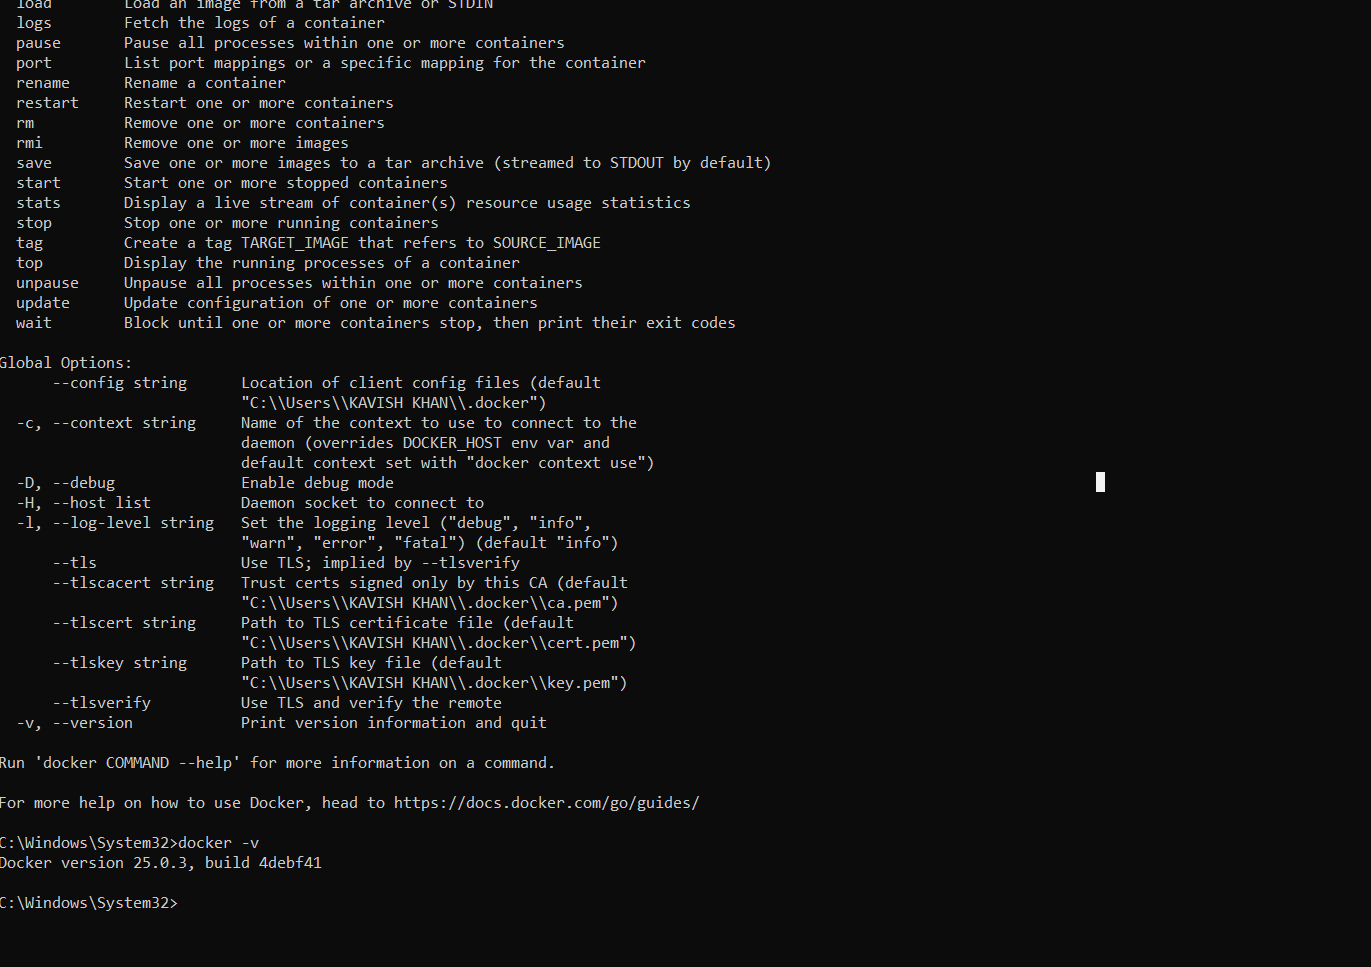 load        Load an image from a tar archive or STDIN
logs        Fetch the logs of a container
pause       Pause all processes within one or more containers
port        List port mappings or a specific mapping for the container
rename      Rename a container
restart     Restart one or more containers
rm          Remove one or more containers
rmi         Remove one or more images
save        Save one or more images to a tar archive (streamed to STDOUT by default)
start       Start one or more stopped containers
stats       Display a live stream of container(s) resource usage statistics
stop        Stop one or more running containers
tag         Create a tag TARGET_IMAGE that refers to SOURCE_IMAGE
top         Display the running processes of a container
unpause     Unpause all processes within one or more containers
update      Update configuration of one or more containers
wait        Block until one or more containers stop, then print their exit codes

Global Options:
      --config string      Location of client config files (default
                           "C:\\Users\\KAVISH KHAN\\.docker")
  -c, --context string     Name of the context to use to connect to the
                           daemon (overrides DOCKER_HOST env var and
                           default context set with "docker context use")
  -D, --debug              Enable debug mode
  -H, --host list          Daemon socket to connect to
  -l, --log-level string   Set the logging level ("debug", "info",
                           "warn", "error", "fatal") (default "info")
      --tls                Use TLS; implied by --tlsverify
      --tlscacert string   Trust certs signed only by this CA (default
                           "C:\\Users\\KAVISH KHAN\\.docker\\ca.pem")
      --tlscert string     Path to TLS certificate file (default
                           "C:\\Users\\KAVISH KHAN\\.docker\\cert.pem")
      --tlskey string      Path to TLS key file (default
                           "C:\\Users\\KAVISH KHAN\\.docker\\key.pem")
      --tlsverify          Use TLS and verify the remote
  -v, --version            Print version information and quit

Run 'docker COMMAND --help' for more information on a command.

For more help on how to use Docker, head to https://docs.docker.com/go/guides/

C:\Windows\System32>docker -v
Docker version 25.0.3, build 4debf41

C:\Windows\System32>